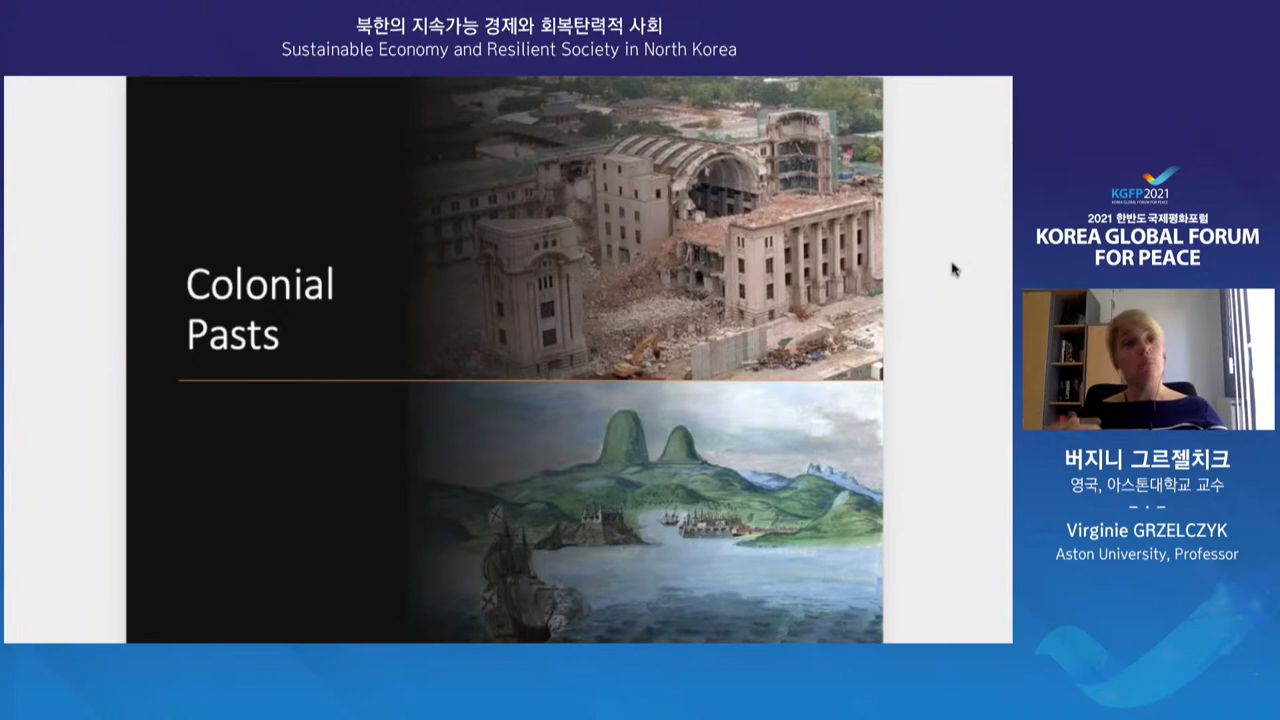 북한의 지속가능 경제와 회복탄력적 사회
Sustainable Economy and Resilient Society in North Korea
Colonial
Pasts
KGFP2021
KOREA GLOBAL FORUM FOR PEACE
2021 한반도국제평화포럼
KOREA GLOBAL FORUM
FOR PEACE
버지니 그르젤치크
영국, 아스톤대학교 교수
Virginie GRZELCZYK
Aston University, Professor